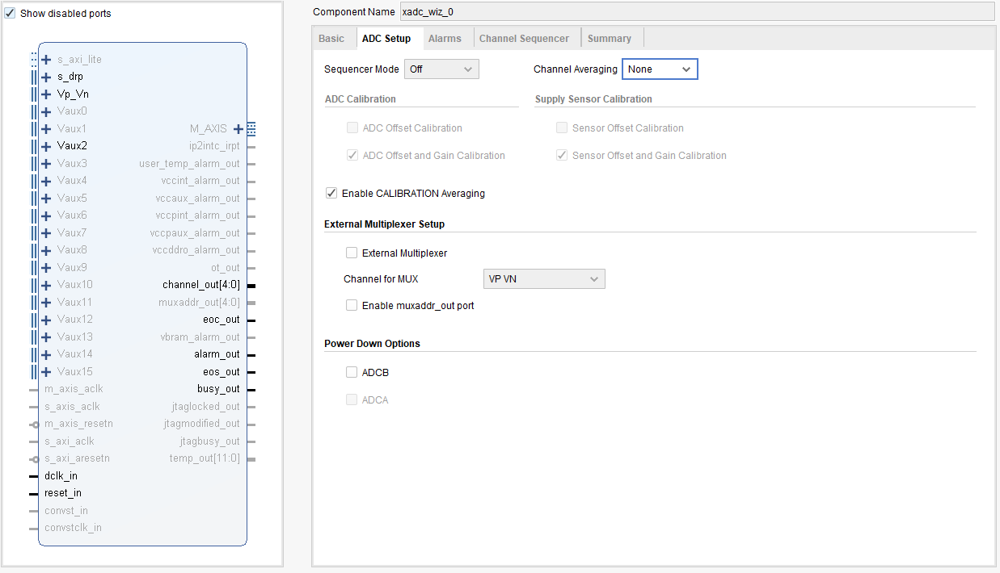 Show disabled ports
s_axi_lite
s_drp
Vp_Vn
Vaux0
Vaux1
M_AXIS
Vaux2
ip2intc_irpt
Vaux3
user_temp_alarm_out
Vaux4
vccint_alarm_out
Vaux5
vccaux_alarm_out
Vaux6
vccpint_alarm_out
Vaux7
vccpaux_alarm_out
Vaux8
vccddro_alarm_out
Vaux9
ot_out
Vaux10
channel_out[4:0]
Vaux11
muxaddr_out[4:0]
Vaux12
eoc_out
Vaux13
vbram_alarm_out
Vaux14
alarm_out
Vaux15
eos_out
m_axis_aclk
busy_out
s_axis_aclk
jtaglocked_out
m_axis_resetn
jtagmodified_out
s_axi_aclk
jtagbusy_out
s_axi_aresetn
temp_out[11:0]
dclk_in
reset_in
convst_in
convstclk_in
Component Name xadc_wiz_0
Basic ADC Setup Alarms Channel Sequencer Summary
Sequencer Mode Off Channel Averaging None
ADC Calibration
Supply Sensor Calibration
ADC Offset Calibration
Sensor Offset Calibration
ADC Offset and Gain Calibration
Sensor Offset and Gain Calibration
Enable CALIBRATION Averaging
External Multiplexer Setup
External Multiplexer
Channel for MUX VP VN
Enable muxaddr_out port
Power Down Options
ADCB
ADCA